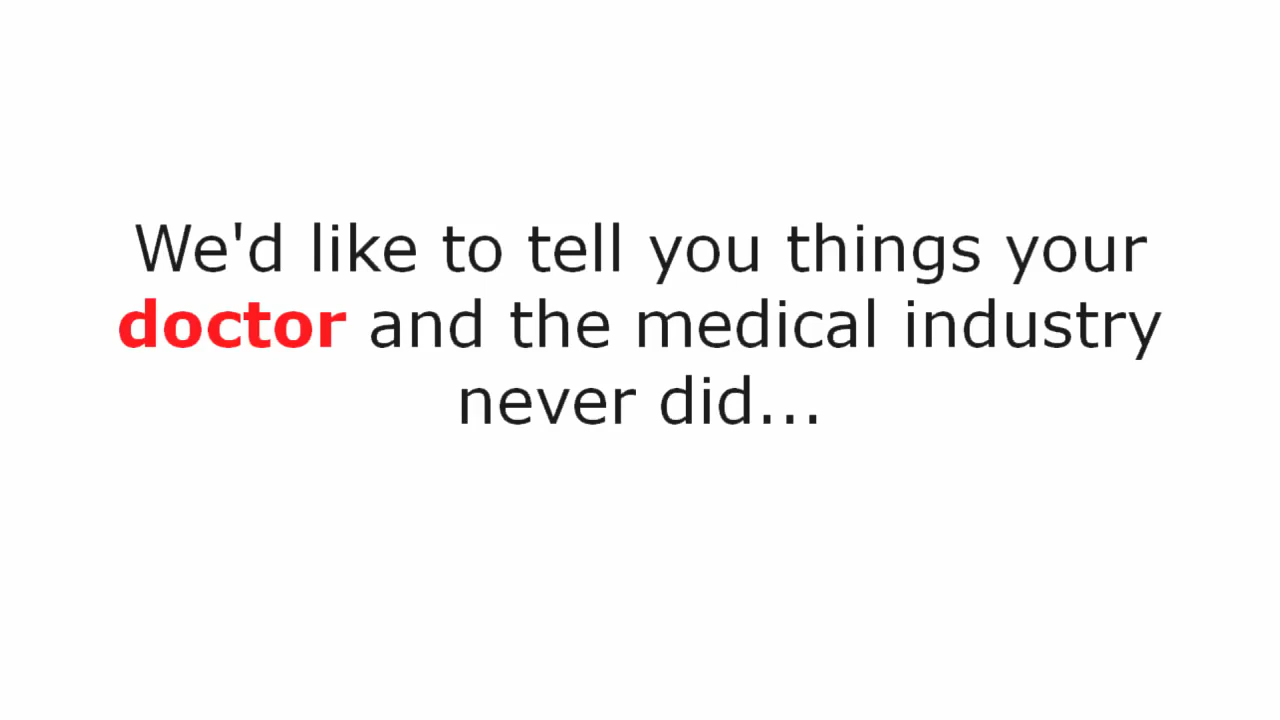 We'd like to tell you things your
doctor and the medical industry
never did...